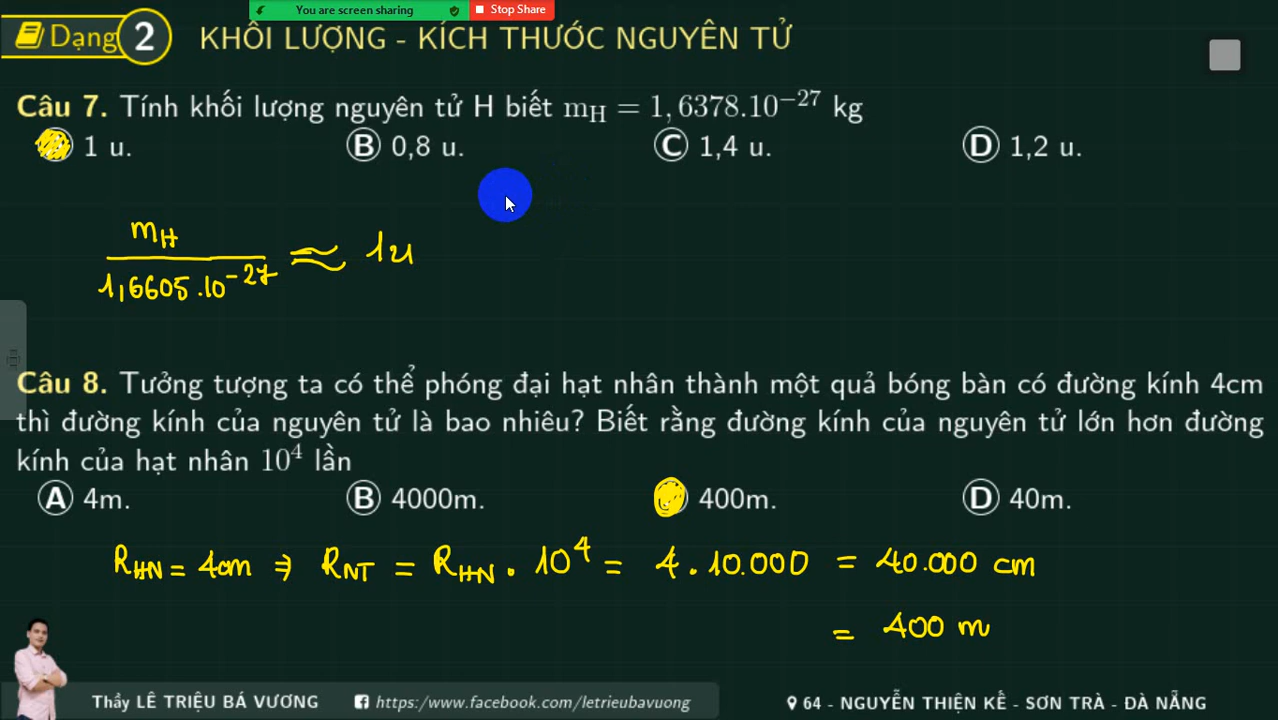 You are screen sharing Stop Share
Dạng 2 KHỐI LƯỢNG - KÍCH THƯỚC NGUYÊN TỬ
Câu 7. Tính khối lượng nguyên tử H biết m_H = 1,6378.10^−27 kg
1 u. B 0,8 u. C 1,4 u. D 1,2 u.
m_H
1,6605.10^-27 ≈ 1u
Câu 8. Tưởng tượng ta có thể phóng đại hạt nhân thành một quả bóng bàn có đường kính 4cm
thì đường kính của nguyên tử là bao nhiêu? Biết rằng đường kính của nguyên tử lớn hơn đường
kính của hạt nhân 10^4 lần
A 4m. B 4000m. 400m. D 40m.
R_HN = 4cm ⇒ R_NT = R_HN . 10^4 = 4.10.000 = 40.000 cm
= 400 m
Thầy LÊ TRIỆU BÁ VƯƠNG https://www.facebook.com/letrieubavuong 64 - NGUYỄN THIỆN KẾ - SƠN TRÀ - ĐÀ NẴNG